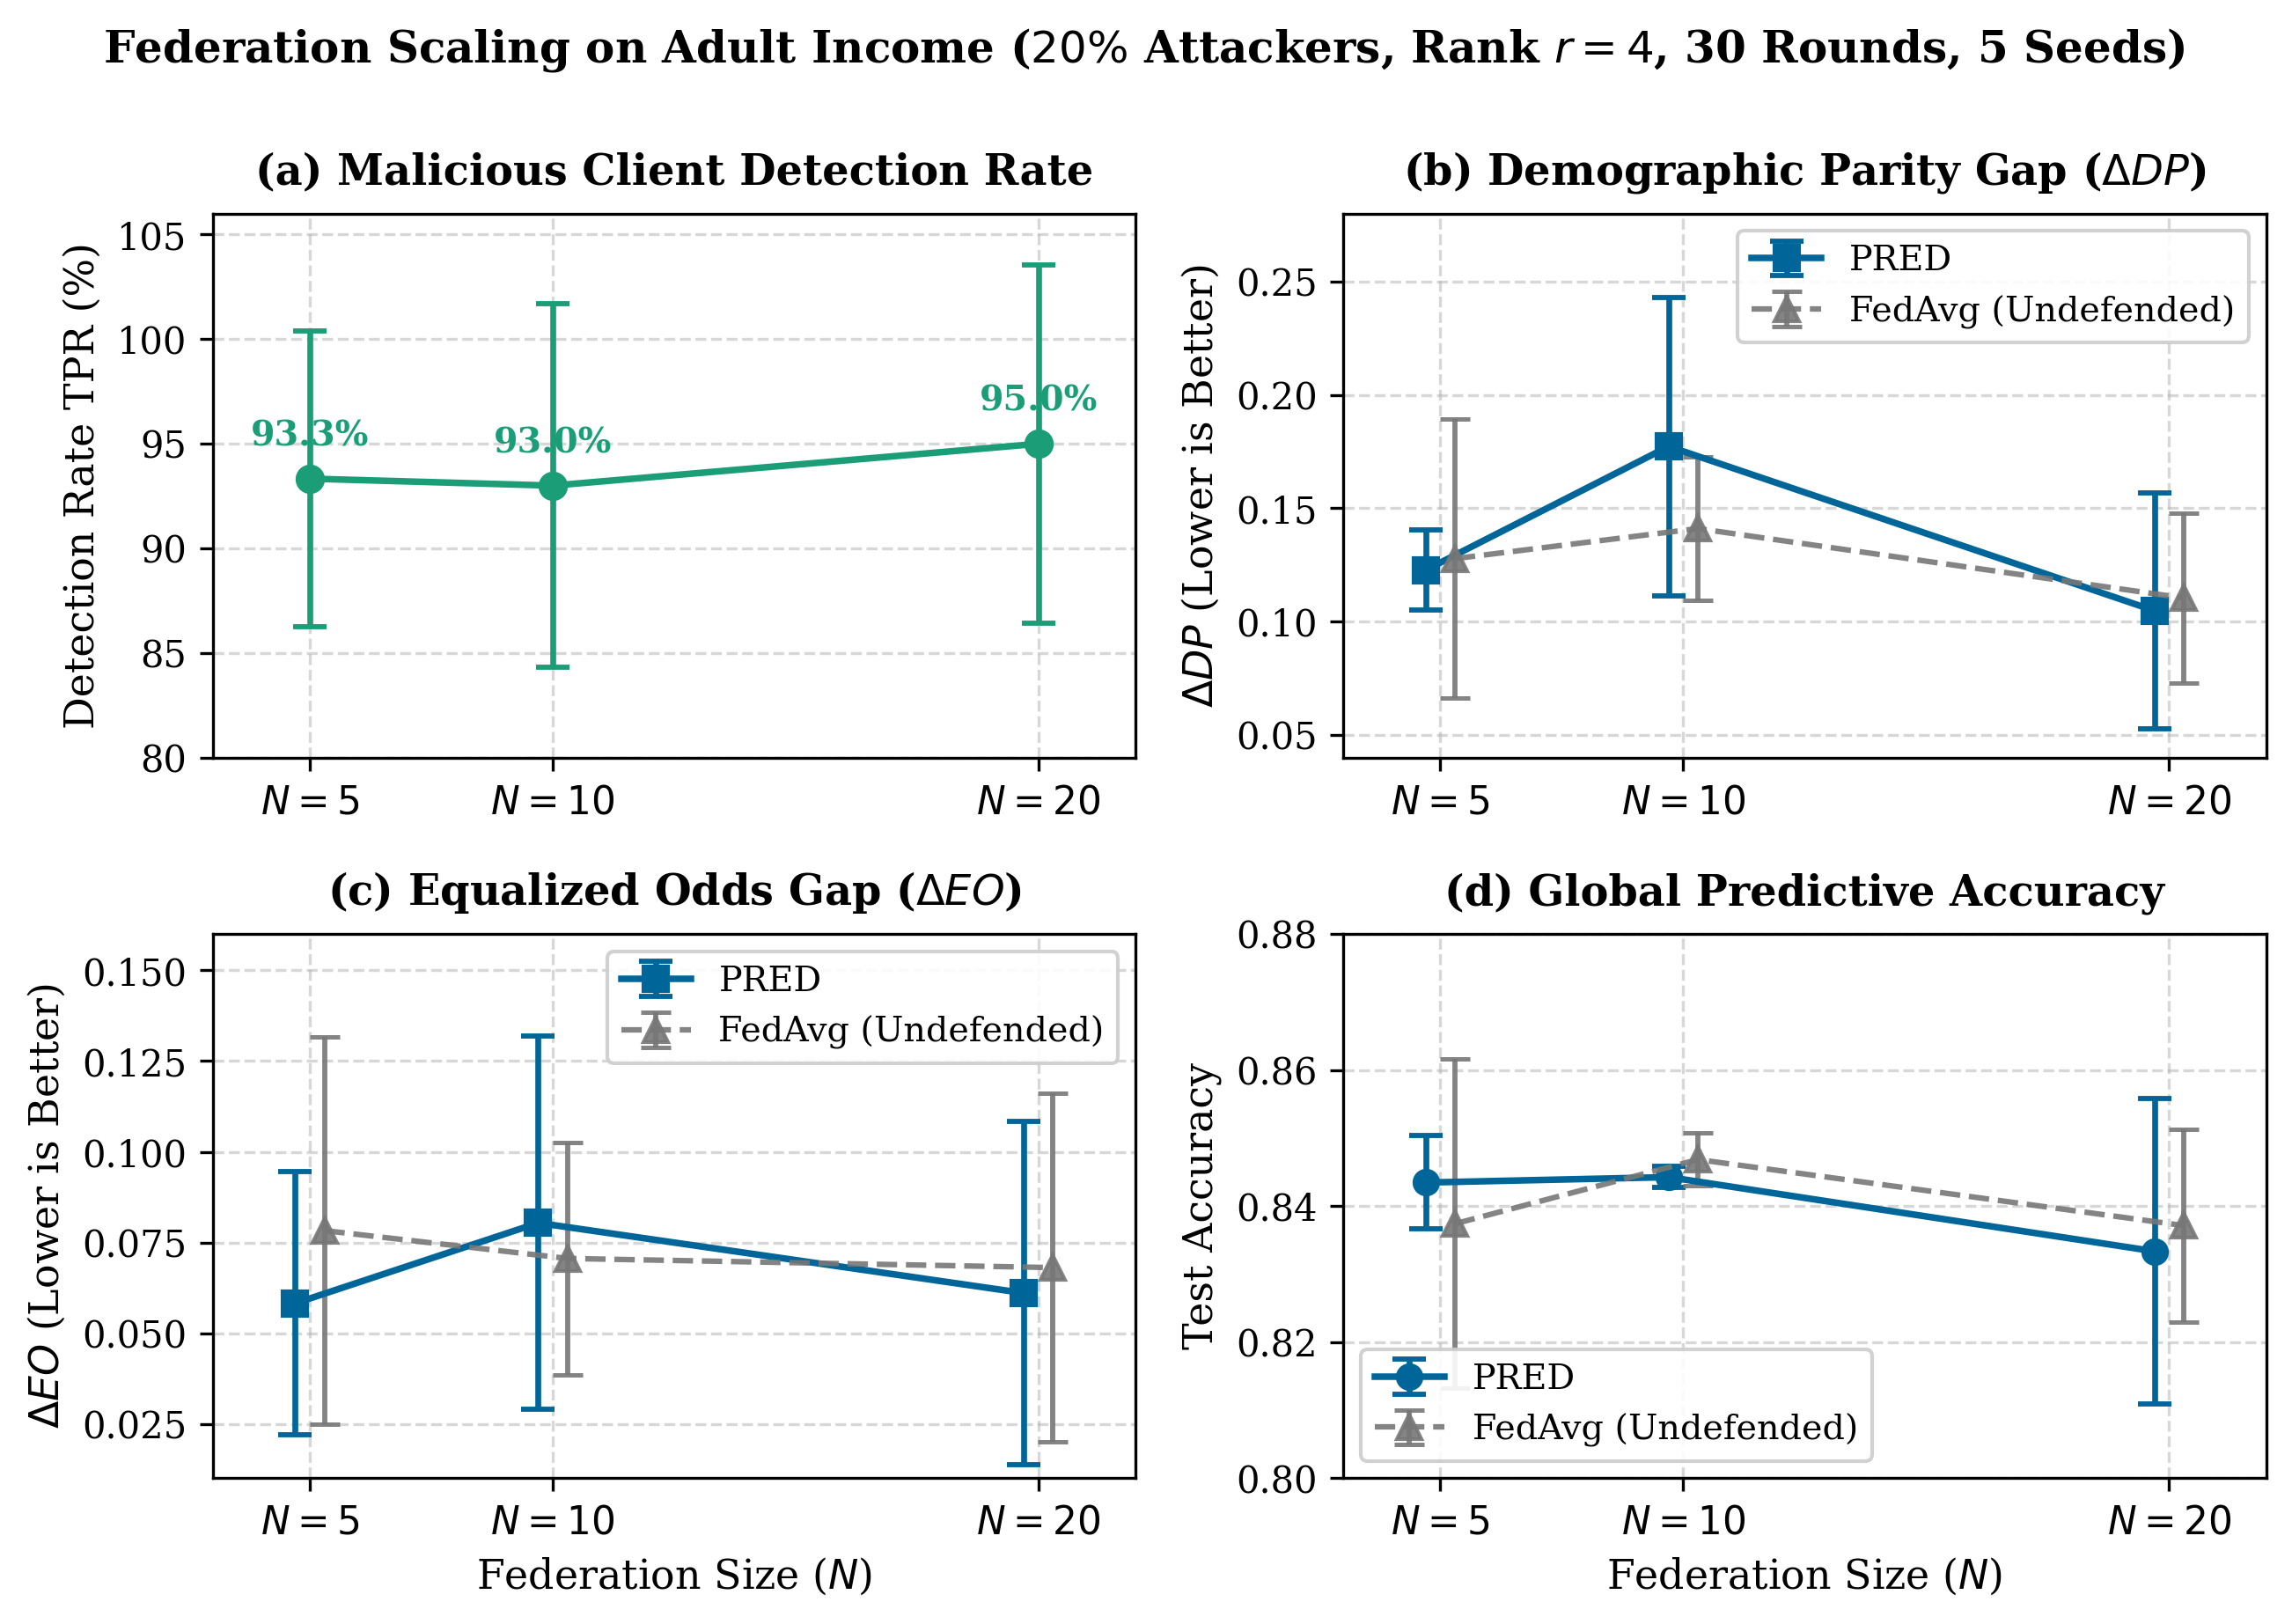 Federation Scaling on Adult Income (20% Attackers, Rank r = 4, 30 Rounds, 5 Seeds)
(a) Malicious Client Detection Rate
Detection Rate TPR (%)
105
100
95
90
85
80
93.3%
93.0%
95.0%
N = 5
N = 10
N = 20
(b) Demographic Parity Gap (ΔDP)
ΔDP (Lower is Better)
0.25
0.20
0.15
0.10
0.05
PRED
FedAvg (Undefended)
N = 5
N = 10
N = 20
(c) Equalized Odds Gap (ΔEO)
ΔEO (Lower is Better)
0.150
0.125
0.100
0.075
0.050
0.025
PRED
FedAvg (Undefended)
N = 5
N = 10
N = 20
Federation Size (N)
(d) Global Predictive Accuracy
Test Accuracy
0.88
0.86
0.84
0.82
0.80
PRED
FedAvg (Undefended)
N = 5
N = 10
N = 20
Federation Size (N)